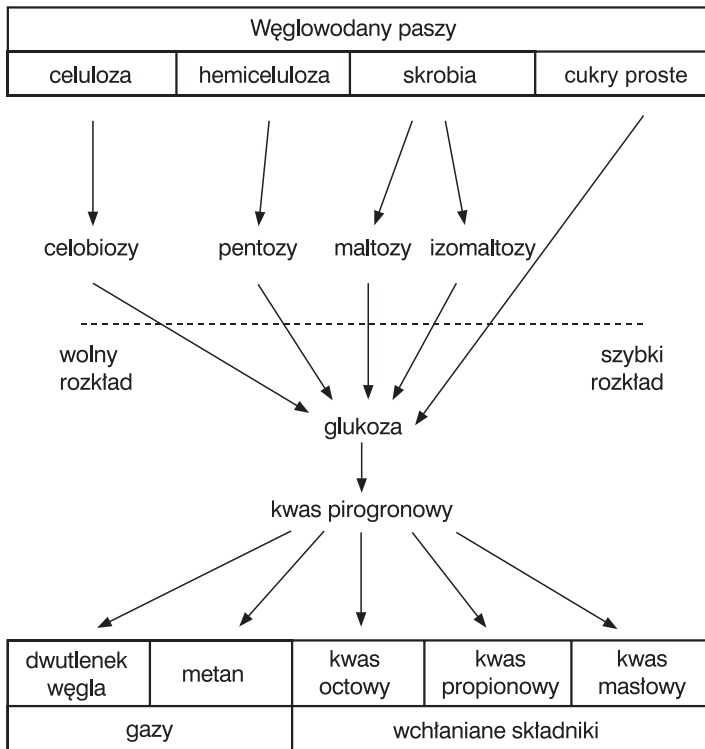 Węglowodany paszy
celuloza hemiceluloza skrobia cukry proste
celobiozy pentozy maltozy izomaltozy
wolny
rozkład
szybki
rozkład
glukoza
kwas pirogronowy
dwutlenek
węgla
metan
kwas
octowy
kwas
propionowy
kwas
masłowy
gazy wchłaniane składniki